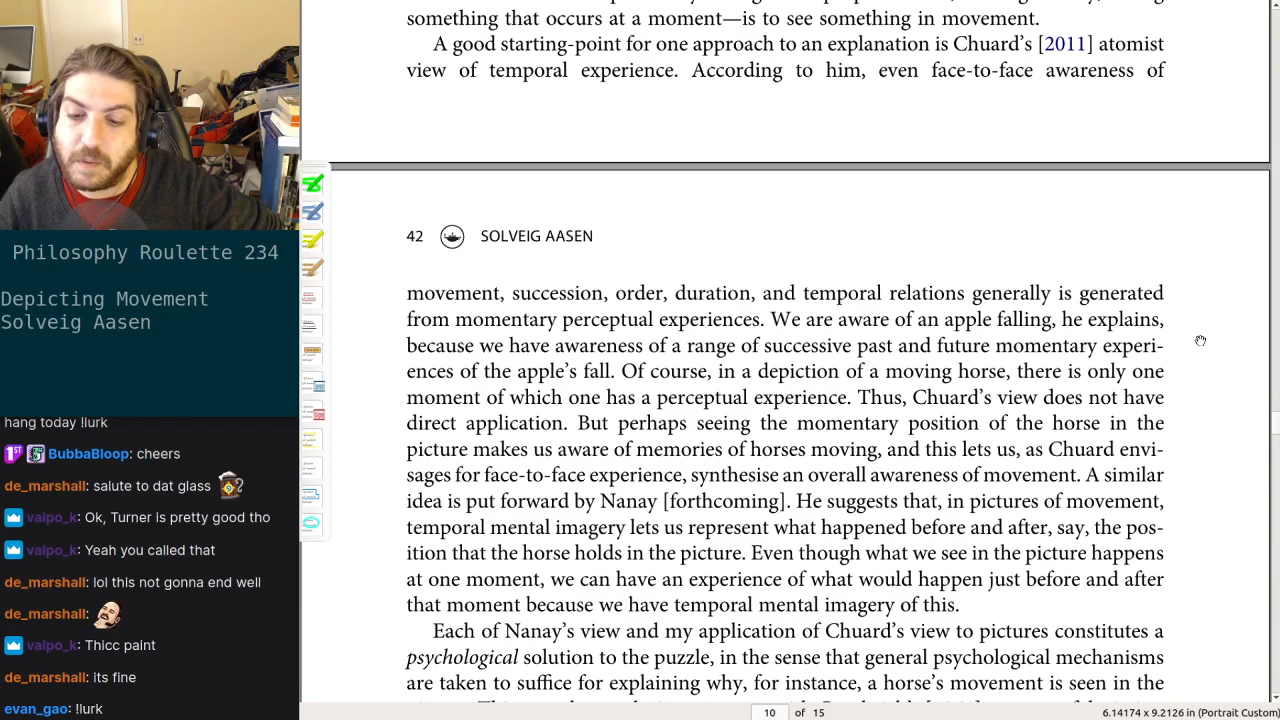 something that occurs at a moment—is to see something in movement.
A good starting-point for one approach to an explanation is Chuard's [2011] atomist
view of temporal experience. According to him, even face-to-face awareness of
42 SOLVEIG AASEN
movement, succession, order, duration and temporal relations generally is generated
from momentary perceptual experiences. We are aware of an apple falling, he explains,
because we have awareness of a range of successive past and future momentary experi-
ences of the apple's fall. Of course, in a depiction of a moving horse, there is only one
moment of which one has a perceptual experience. Thus, Chuard's view does not have
direct application. But perhaps seeing the momentary position of the horse in the
picture makes us aware of memories of horses moving, and this lets us, as Chuard envi-
sages for face-to-face experience, synthesise an overall awareness of movement. A similar
idea is put forward by Nanay [forthcoming]. He suggests that, in pictures of movement,
temporal mental imagery lets us represent what happened before and after, say, the pos-
ition that the horse holds in the picture. Even though what we see in the picture happens
at one moment, we can have an experience of what would happen just before and after
that moment because we have temporal mental imagery of this.
Each of Nanay's view and my application of Chuard's view to pictures constitutes a
psychological solution to the puzzle, in the sense that general psychological mechanisms
are taken to suffice for explaining why, for instance, a horse's movement is seen in the
10 of 15
6.14174 x 9.2126 in (Portrait Custom)
Philosophy Roulette 234
Depicting Movement
Solveig Aasen
hang today !lurk
BubbaBloop: cheers
de_marshall: salute to dat glass
valpo_k: Ok, Turner is pretty good tho
valpo_k: Yeah you called that
de_marshall: lol this not gonna end well
de_marshall:
valpo_k: Thicc paint
de_marshall: its fine
evan_gao: !lurk